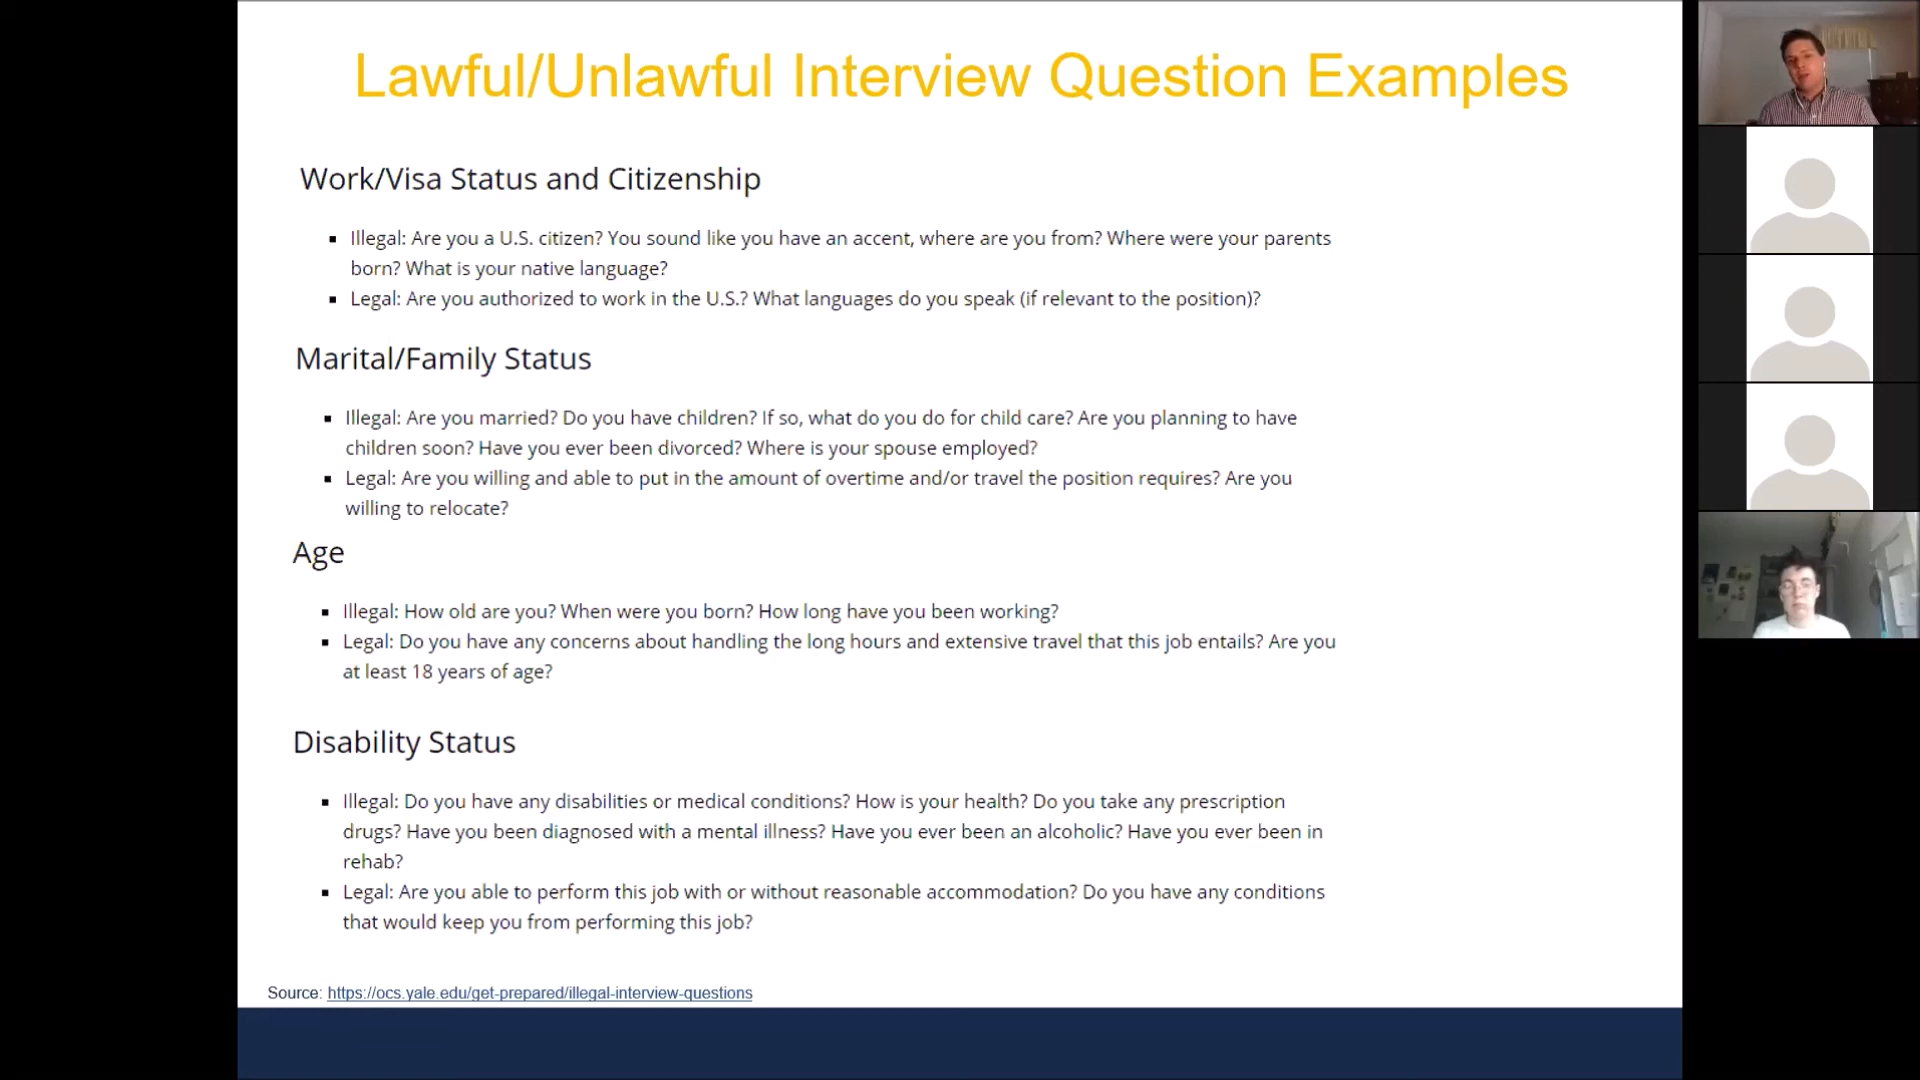 Lawful/Unlawful Interview Question Examples
Work/Visa Status and Citizenship
▪ Illegal: Are you a U.S. citizen? You sound like you have an accent, where are you from? Where were your parents
born? What is your native language?
▪ Legal: Are you authorized to work in the U.S.? What languages do you speak (if relevant to the position)?
Marital/Family Status
▪ Illegal: Are you married? Do you have children? If so, what do you do for child care? Are you planning to have
children soon? Have you ever been divorced? Where is your spouse employed?
▪ Legal: Are you willing and able to put in the amount of overtime and/or travel the position requires? Are you
willing to relocate?
Age
▪ Illegal: How old are you? When were you born? How long have you been working?
▪ Legal: Do you have any concerns about handling the long hours and extensive travel that this job entails? Are you
at least 18 years of age?
Disability Status
▪ Illegal: Do you have any disabilities or medical conditions? How is your health? Do you take any prescription
drugs? Have you been diagnosed with a mental illness? Have you ever been an alcoholic? Have you ever been in
rehab?
▪ Legal: Are you able to perform this job with or without reasonable accommodation? Do you have any conditions
that would keep you from performing this job?
Source: https://ocs.yale.edu/get-prepared/illegal-interview-questions